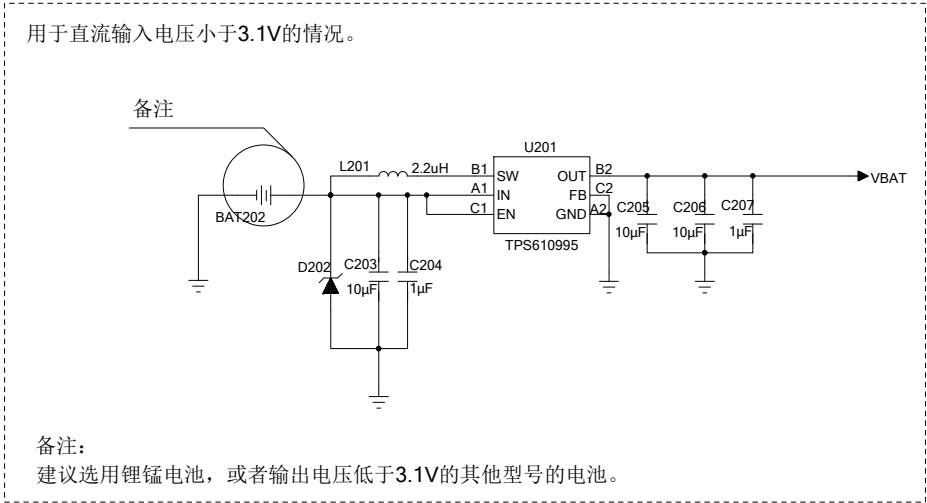 用于直流输入电压小于3.1V的情况。
备注
BAT202
L201 2.2uH
U201
B1 SW OUT B2
A1 IN FB C2
C1 EN GND A2
TPS610995
VBAT
C205 C206 C207
10μF 10μF 1μF
D202 C203 C204
10μF 1μF
备注：
建议选用锂锰电池，或者输出电压低于3.1V的其他型号的电池。